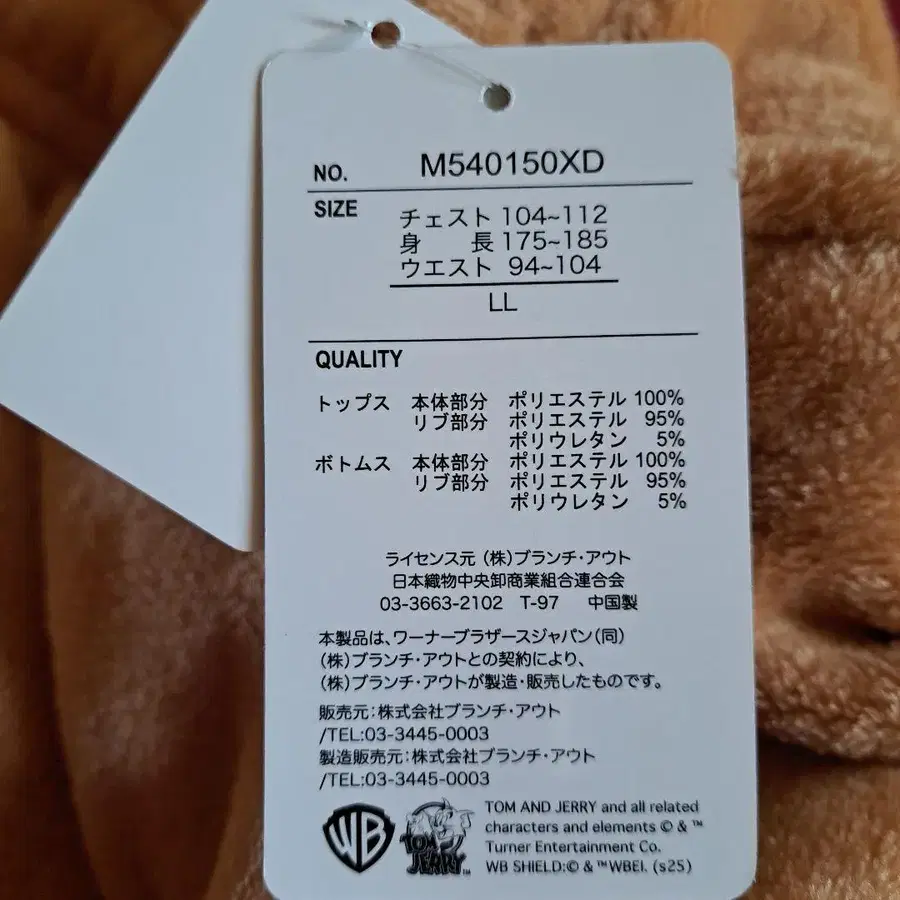 NO. M540150XD
SIZE チェスト 104~112
身 長 175~185
ウエスト 94~104
LL
QUALITY
トップス 本体部分 ポリエステル 100%
リブ部分 ポリエステル 95%
ポリウレタン 5%
ボトムス 本体部分 ポリエステル 100%
リブ部分 ポリエステル 95%
ポリウレタン 5%
ライセンス元 (株)ブランチ・アウト
日本織物中央卸商業組合連合会
03-3663-2102 T-97 中国製
本製品は、ワーナーブラザースジャパン(同)
(株)ブランチ・アウトとの契約により、
(株)ブランチ・アウトが製造・販売したものです。
販売元:株式会社ブランチ・アウト
/TEL:03-3445-0003
製造販売元:株式会社ブランチ・アウト
/TEL:03-3445-0003
WB
TOM AND JERRY™
TOM AND JERRY and all related
characters and elements © & ™
Turner Entertainment Co.
WB SHIELD:© & ™WBEI. (s25)